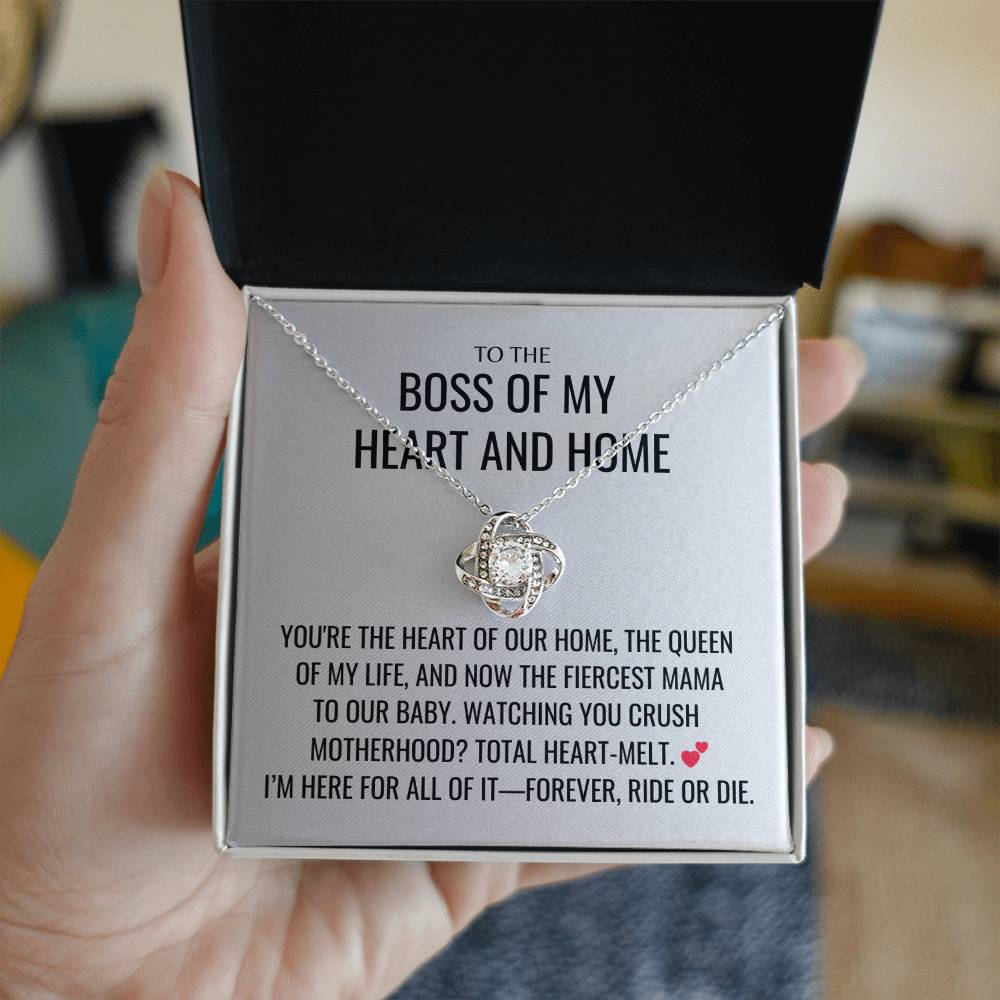 TO THE
BOSS OF MY
HEART AND HOME
YOU'RE THE HEART OF OUR HOME, THE QUEEN
OF MY LIFE, AND NOW THE FIERCEST MAMA
TO OUR BABY. WATCHING YOU CRUSH
MOTHERHOOD? TOTAL HEART-MELT. 💕
I'M HERE FOR ALL OF IT—FOREVER, RIDE OR DIE.